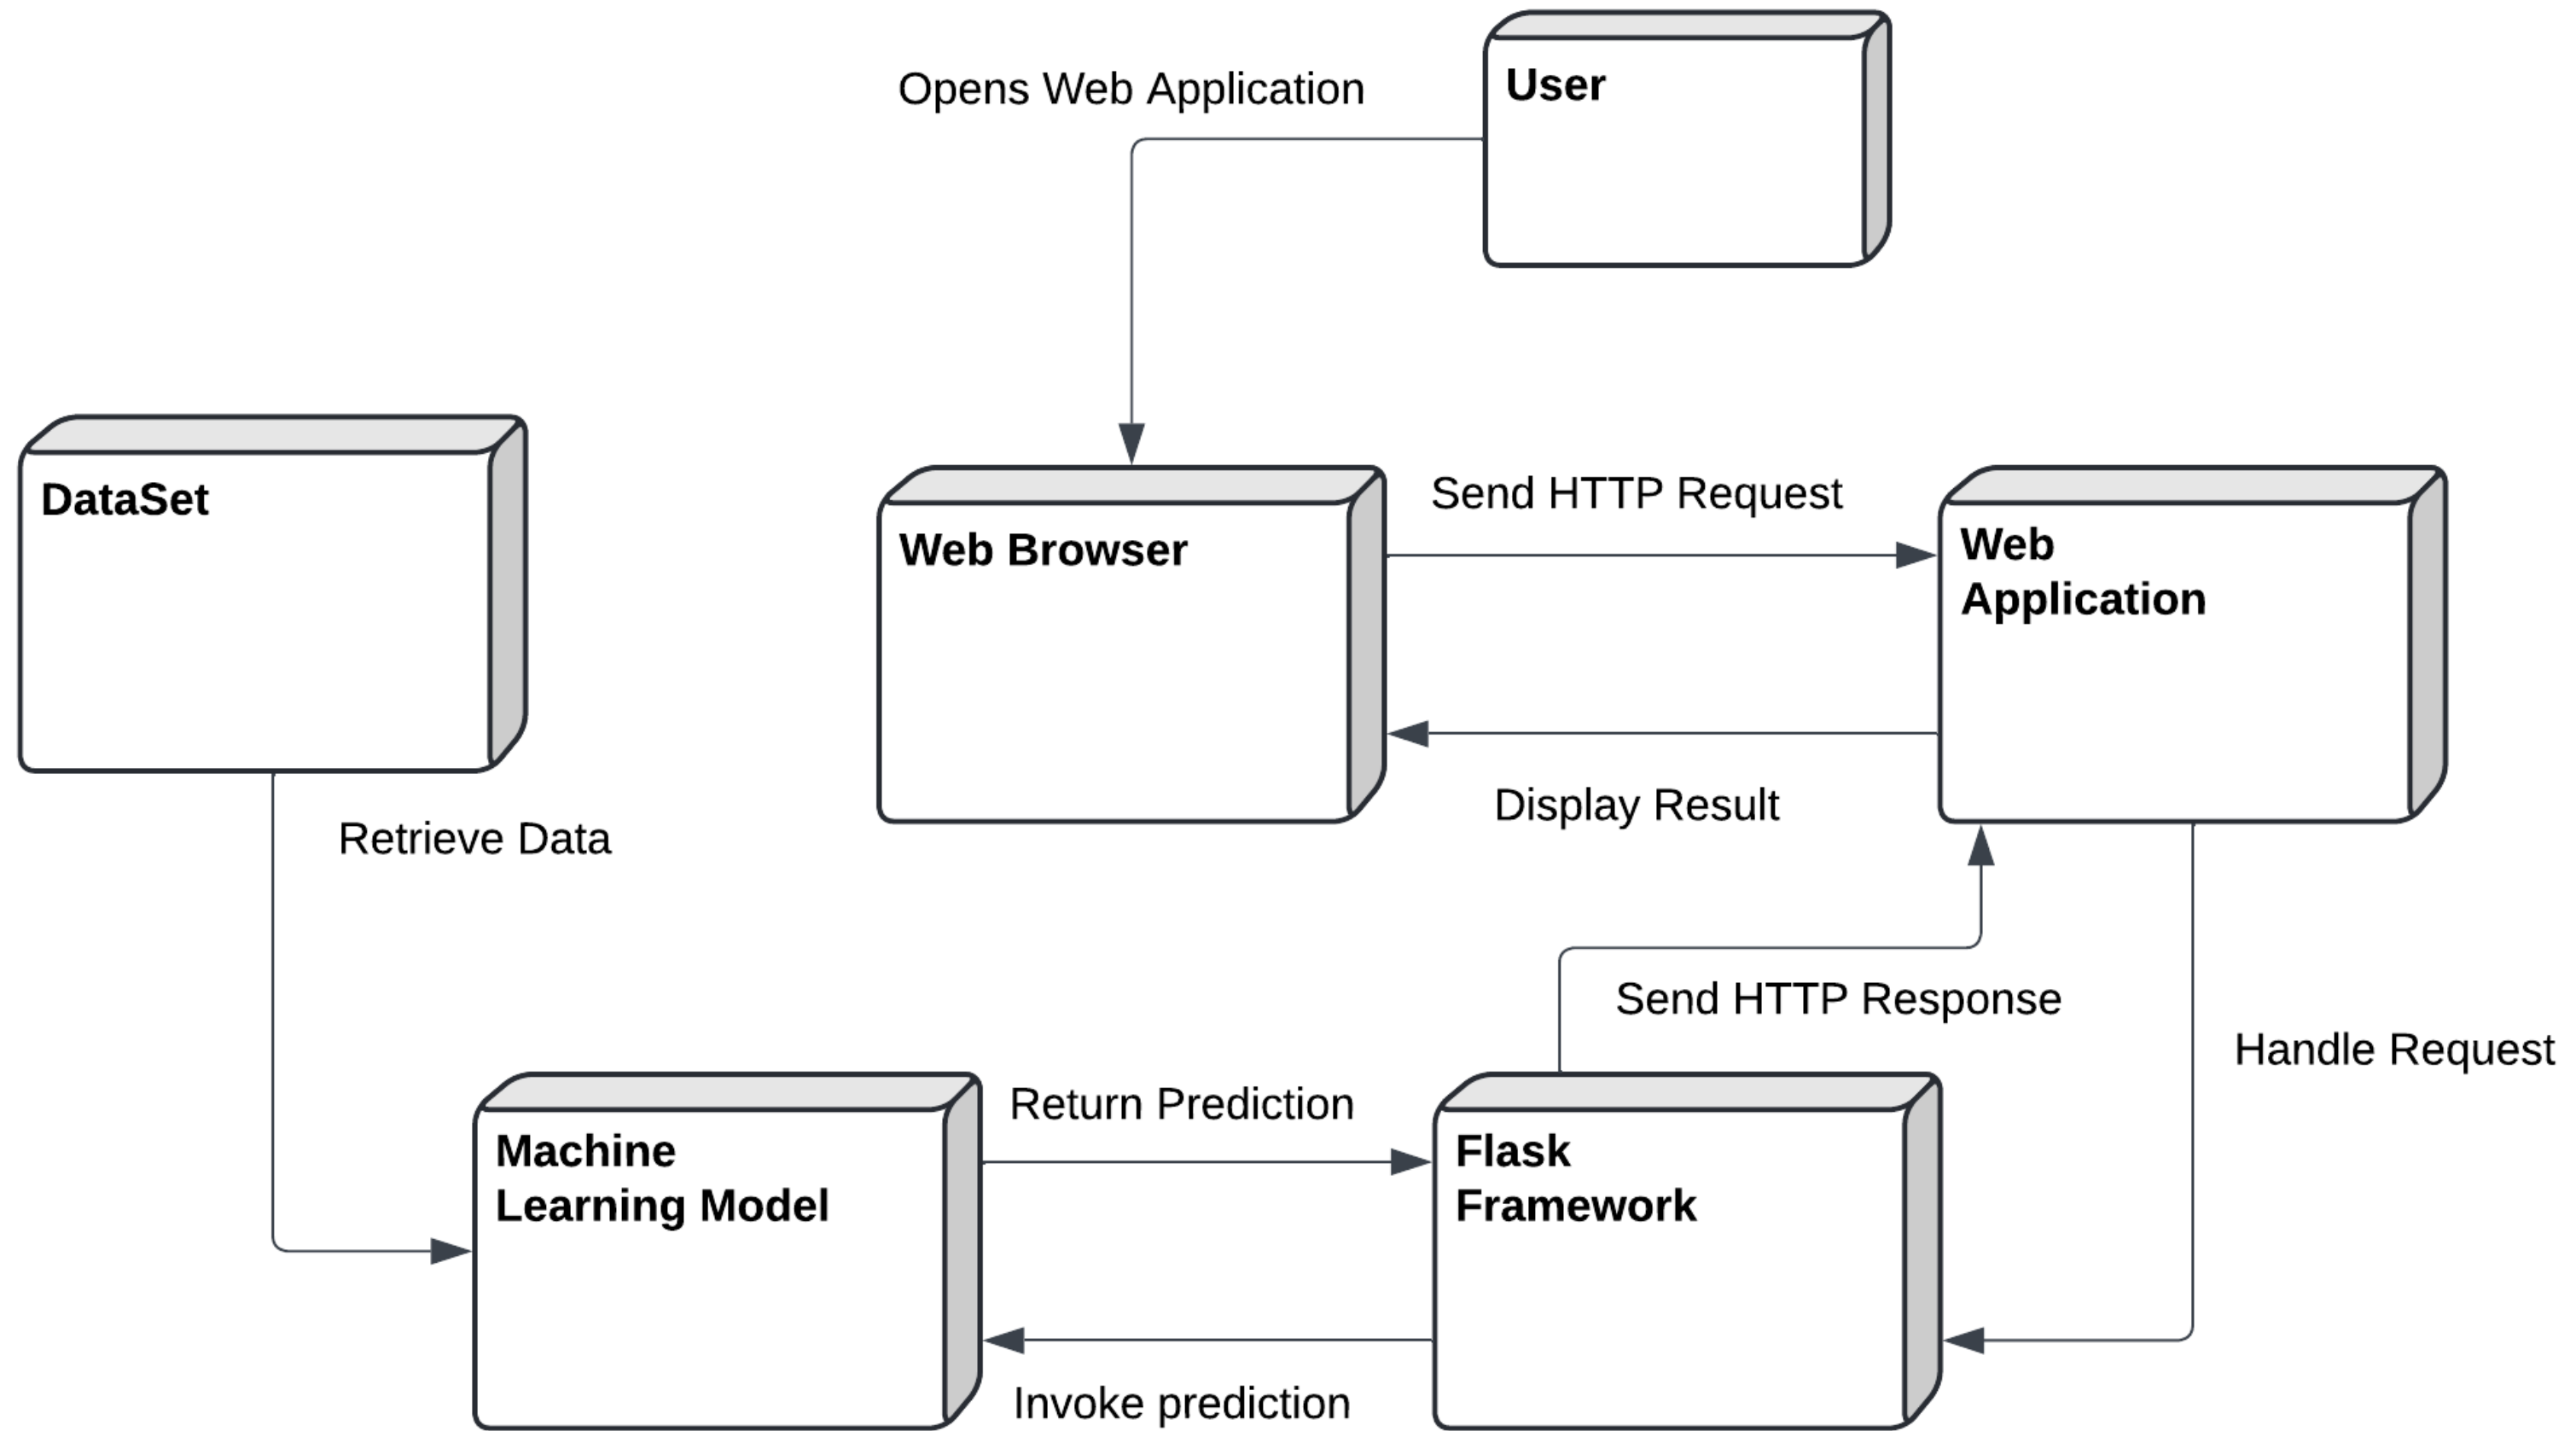 Opens Web Application
User
DataSet
Web Browser
Send HTTP Request
Web
Application
Display Result
Retrieve Data
Send HTTP Response
Handle Request
Machine
Learning Model
Return Prediction
Flask
Framework
Invoke prediction